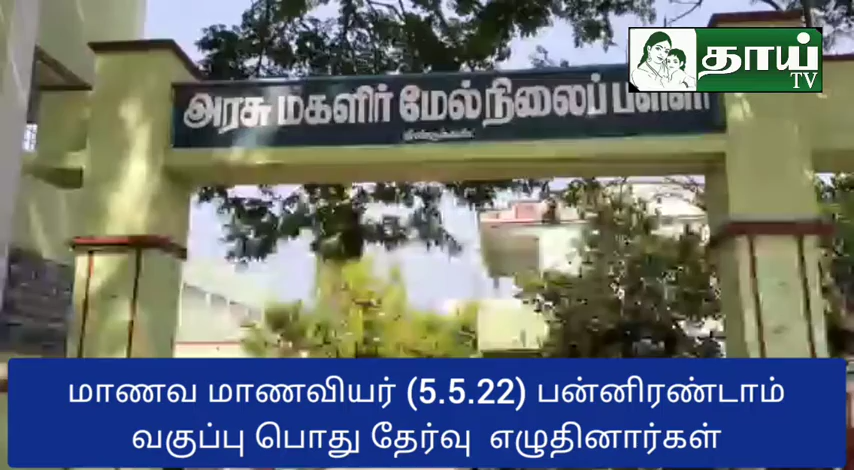 தாய்
TV
அரசு மகளிர் மேல்நிலைப் பள்ளி
மாணவ மாணவியர் (5.5.22) பன்னிரண்டாம்
வகுப்பு பொது தேர்வு எழுதினார்கள்